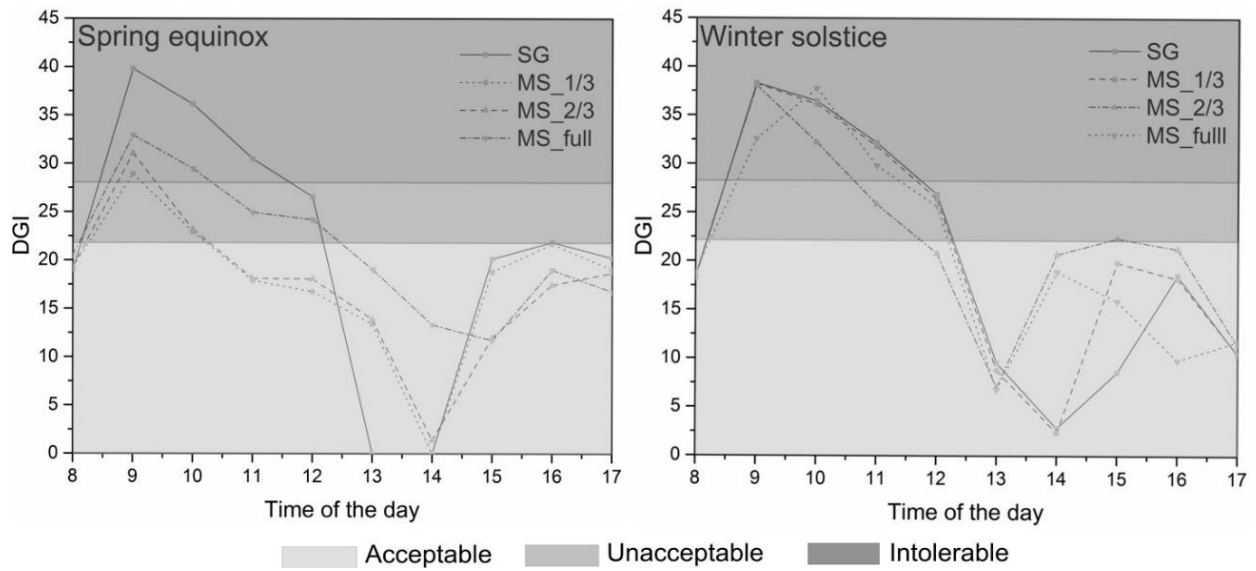 Spring equinox
SG
MS_1/3
MS_2/3
MS_full
45
40
35
30
25
20
15
10
5
0
DGI
8 9 10 11 12 13 14 15 16 17
Time of the day
Winter solstice
SG
MS_1/3
MS_2/3
MS_fulll
45
40
35
30
25
20
15
10
5
0
DGI
8 9 10 11 12 13 14 15 16 17
Time of the day
Acceptable Unacceptable Intolerable